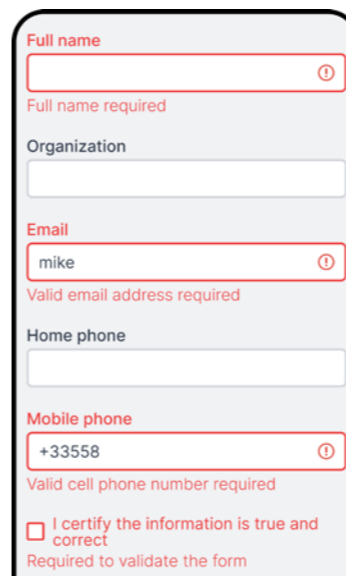 Full name
Full name required
Organization
Email
mike
Valid email address required
Home phone
Mobile phone
+33558
Valid cell phone number required
I certify the information is true and
correct
Required to validate the form